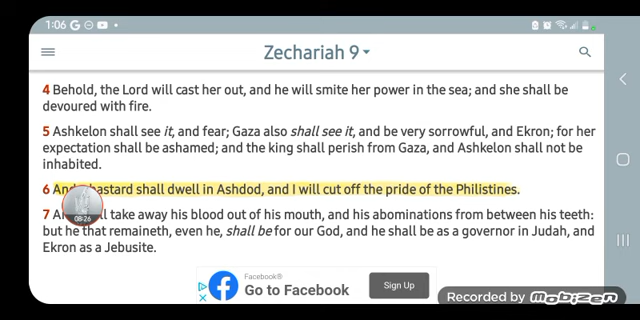 1:06
Zechariah 9
4 Behold, the Lord will cast her out, and he will smite her power in the sea; and she shall be
devoured with fire.
5 Ashkelon shall see it, and fear; Gaza also shall see it, and be very sorrowful, and Ekron; for her
expectation shall be ashamed; and the king shall perish from Gaza, and Ashkelon shall not be
inhabited.
6 And bastard shall dwell in Ashdod, and I will cut off the pride of the Philistines.
7 take away his blood out of his mouth, and his abominations from between his teeth:
but he that remaineth, even he, shall be for our God, and he shall be as a governor in Judah, and
Ekron as a Jebusite.
08:26
Facebook®
Go to Facebook
Sign Up
Recorded by Mobizen